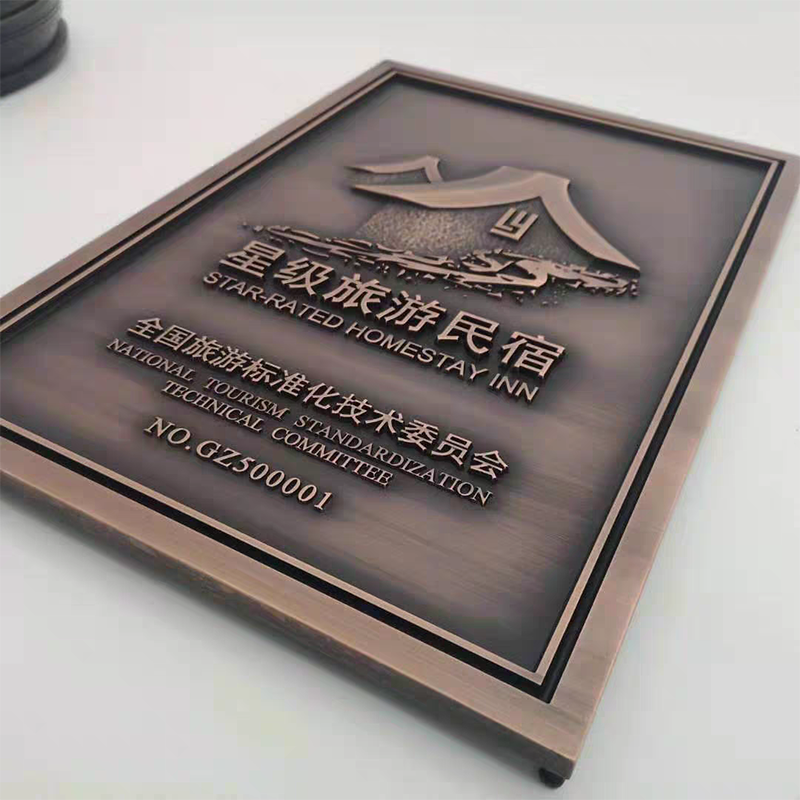 星级旅游民宿
STAR-RATED HOMESTAY INN
全国旅游标准化技术委员会
NATIONAL TOURISM STANDARDIZATION
TECHNICAL COMMITTEE
NO.GZ500001